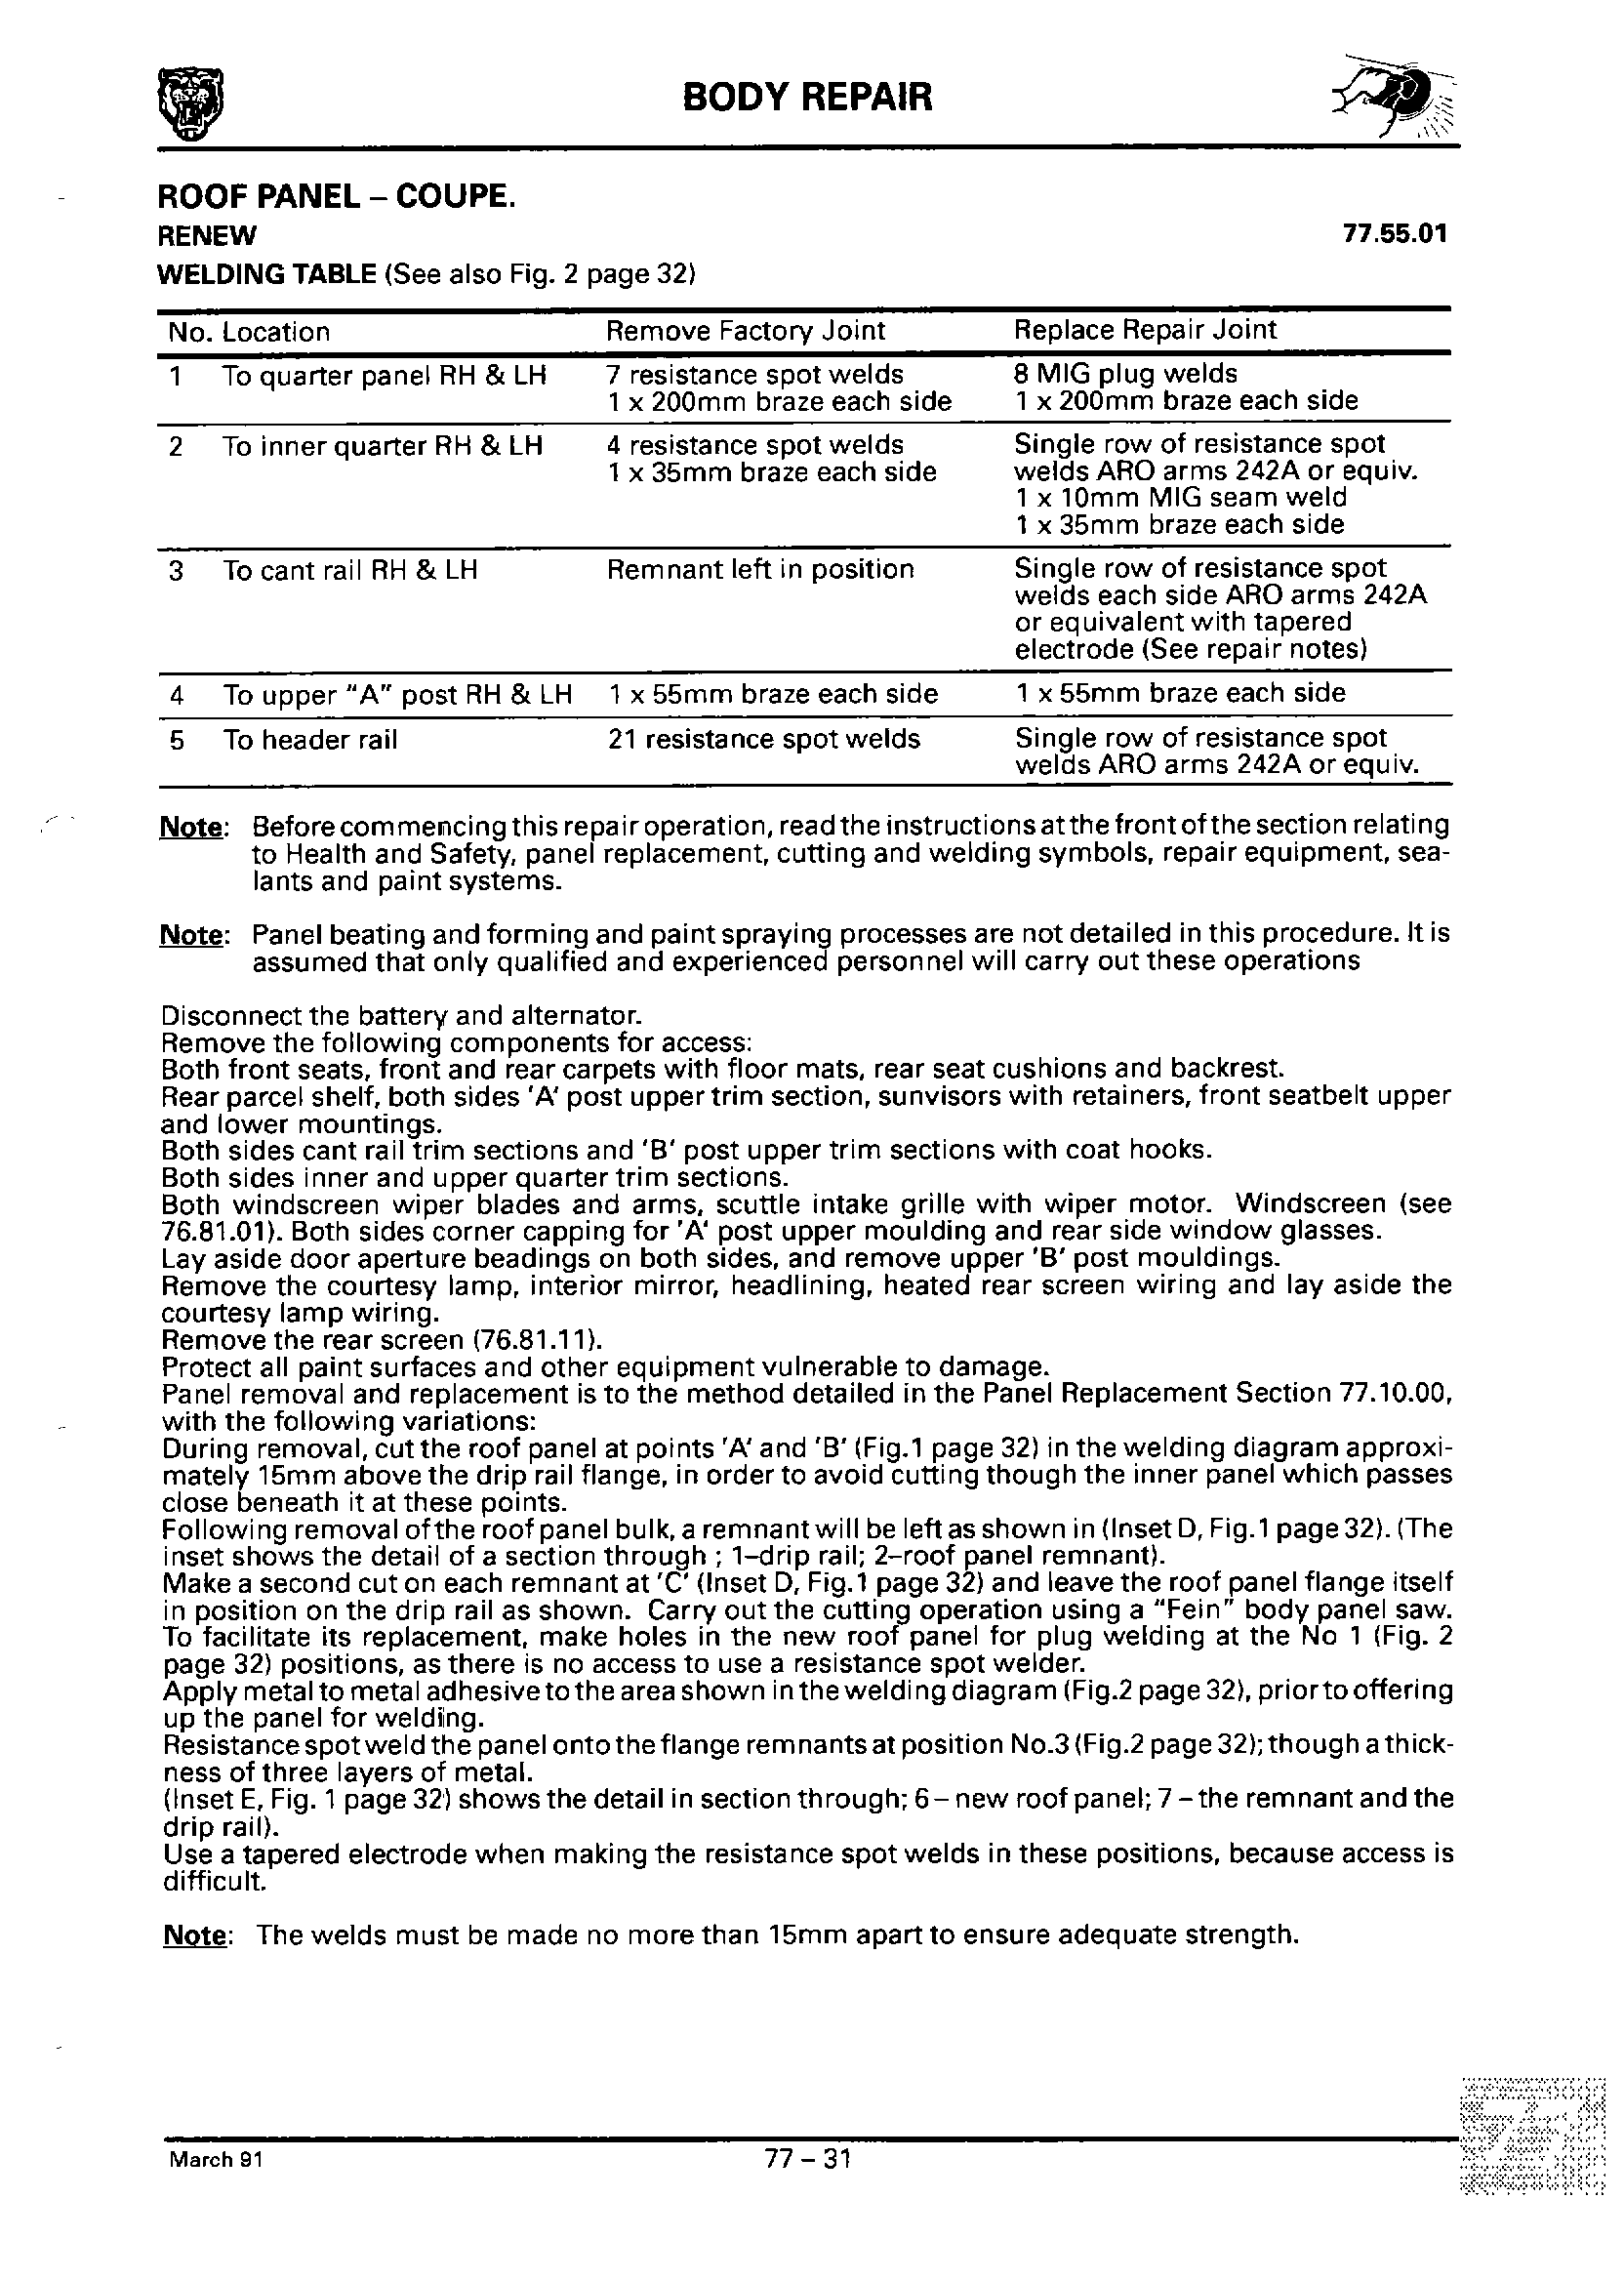 BODY REPAIR
ROOF PANEL – COUPE.
RENEW 77.55.01
WELDING TABLE (See also Fig. 2 page 32)
No. Location Remove Factory Joint Replace Repair Joint
1 To quarter panel RH & LH 7 resistance spot welds 8 MIG plug welds
1 x 200mm braze each side 1 x 200mm braze each side
2 To inner quarter RH & LH 4 resistance spot welds Single row of resistance spot
1 x 35mm braze each side welds ARO arms 242A or equiv.
1 x 10mm MIG seam weld
1 x 35mm braze each side
3 To cant rail RH & LH Remnant left in position Single row of resistance spot
welds each side ARO arms 242A
or equivalent with tapered
electrode (See repair notes)
4 To upper "A" post RH & LH 1 x 55mm braze each side 1 x 55mm braze each side
5 To header rail 21 resistance spot welds Single row of resistance spot
welds ARO arms 242A or equiv.
Note: Before commencing this repair operation, read the instructions at the front of the section relating
to Health and Safety, panel replacement, cutting and welding symbols, repair equipment, sea-
lants and paint systems.
Note: Panel beating and forming and paint spraying processes are not detailed in this procedure. It is
assumed that only qualified and experienced personnel will carry out these operations
Disconnect the battery and alternator.
Remove the following components for access:
Both front seats, front and rear carpets with floor mats, rear seat cushions and backrest.
Rear parcel shelf, both sides 'A' post upper trim section, sunvisors with retainers, front seatbelt upper
and lower mountings.
Both sides cant rail trim sections and 'B' post upper trim sections with coat hooks.
Both sides inner and upper quarter trim sections.
Both windscreen wiper blades and arms, scuttle intake grille with wiper motor. Windscreen (see
76.81.01). Both sides corner capping for 'A' post upper moulding and rear side window glasses.
Lay aside door aperture beadings on both sides, and remove upper 'B' post mouldings.
Remove the courtesy lamp, interior mirror, headlining, heated rear screen wiring and lay aside the
courtesy lamp wiring.
Remove the rear screen (76.81.11).
Protect all paint surfaces and other equipment vulnerable to damage.
Panel removal and replacement is to the method detailed in the Panel Replacement Section 77.10.00,
with the following variations:
During removal, cut the roof panel at points 'A' and 'B' (Fig.1 page 32) in the welding diagram approxi-
mately 15mm above the drip rail flange, in order to avoid cutting though the inner panel which passes
close beneath it at these points.
Following removal of the roof panel bulk, a remnant will be left as shown in (Inset D, Fig.1 page 32). (The
inset shows the detail of a section through ; 1–drip rail; 2–roof panel remnant).
Make a second cut on each remnant at 'C' (Inset D, Fig.1 page 32) and leave the roof panel flange itself
in position on the drip rail as shown. Carry out the cutting operation using a "Fein" body panel saw.
To facilitate its replacement, make holes in the new roof panel for plug welding at the No 1 (Fig. 2
page 32) positions, as there is no access to use a resistance spot welder.
Apply metal to metal adhesive to the area shown in the welding diagram (Fig.2 page 32), prior to offering
up the panel for welding.
Resistance spot weld the panel onto the flange remnants at position No.3 (Fig.2 page 32); though a thick-
ness of three layers of metal.
(Inset E, Fig. 1 page 32) shows the detail in section through; 6 – new roof panel; 7 – the remnant and the
drip rail).
Use a tapered electrode when making the resistance spot welds in these positions, because access is
difficult.
Note: The welds must be made no more than 15mm apart to ensure adequate strength.
March 91 77 – 31
77